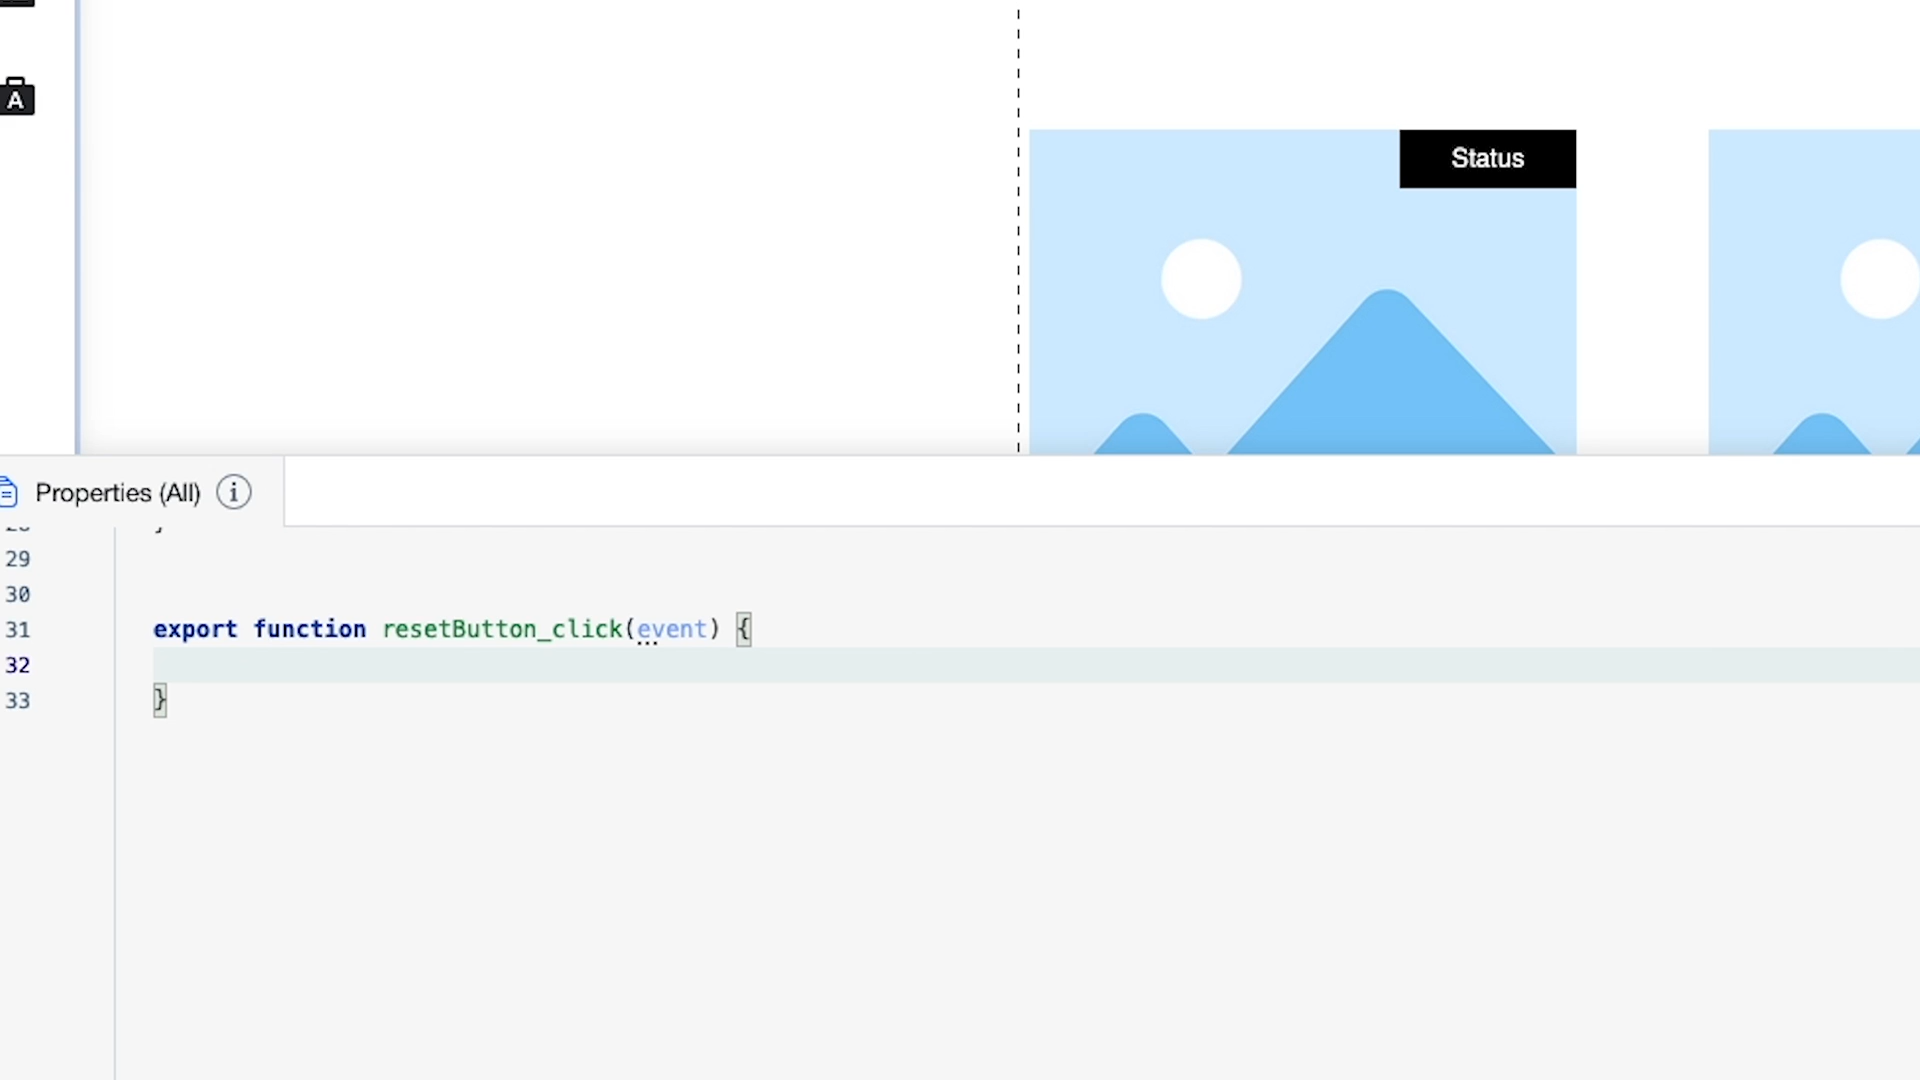 A
Status
Properties (All)
29
30
31 export function resetButton_click(event) {
32
33 }